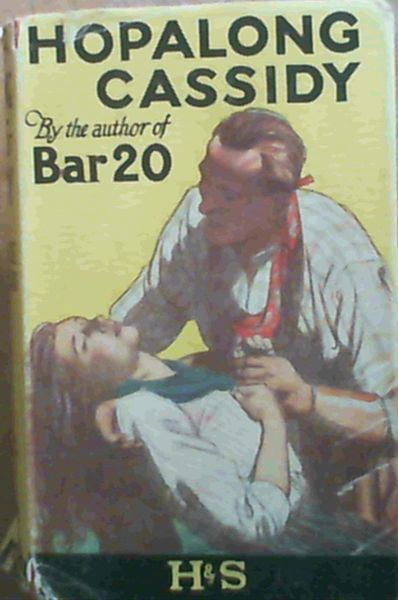 HOPALONG
CASSIDY
By the author of
Bar 20
H&S